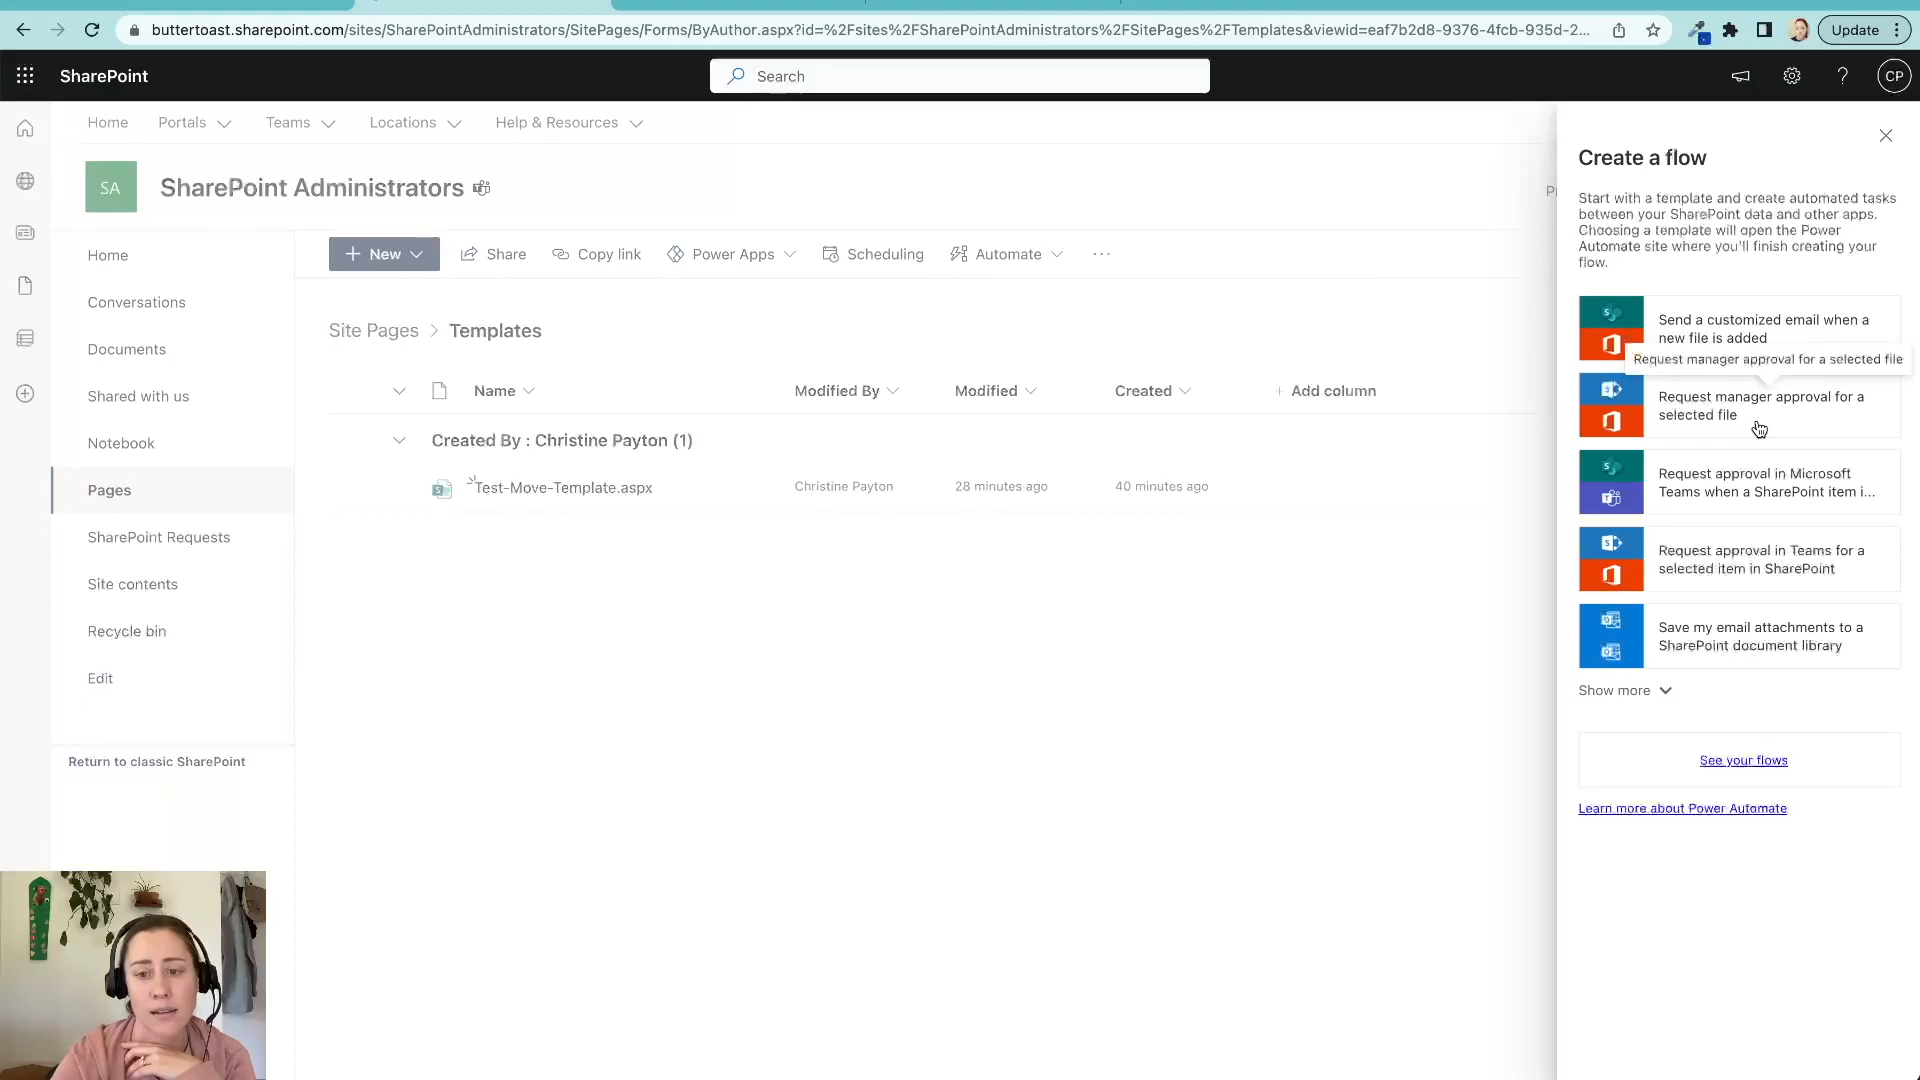 buttertoast.sharepoint.com/sites/SharePointAdministrators/SitePages/Forms/ByAuthor.aspx?id=%2Fsites%2FSharePointAdministrators%2FSitePages%2FTemplates&viewid=eaf7b2d8-9376-4fcb-935d-2...
Update
SharePoint
Search
CP
Home
Portals
Teams
Locations
Help & Resources
SA
SharePoint Administrators
New
Share
Copy link
Power Apps
Scheduling
Automate
...
Home
Conversations
Documents
Shared with us
Notebook
Pages
SharePoint Requests
Site contents
Recycle bin
Edit
Return to classic SharePoint
Site Pages > Templates
Name
Modified By
Modified
Created
+ Add column
Created By : Christine Payton (1)
Test-Move-Template.aspx
Christine Payton
28 minutes ago
40 minutes ago
Create a flow
Start with a template and create automated tasks
between your SharePoint data and other apps.
Choosing a template will open the Power
Automate site where you'll finish creating your
flow.
Send a customized email when a
new file is added
Request manager approval for a selected file
Request manager approval for a
selected file
Request approval in Microsoft
Teams when a SharePoint item i...
Request approval in Teams for a
selected item in SharePoint
Save my email attachments to a
SharePoint document library
Show more
See your flows
Learn more about Power Automate